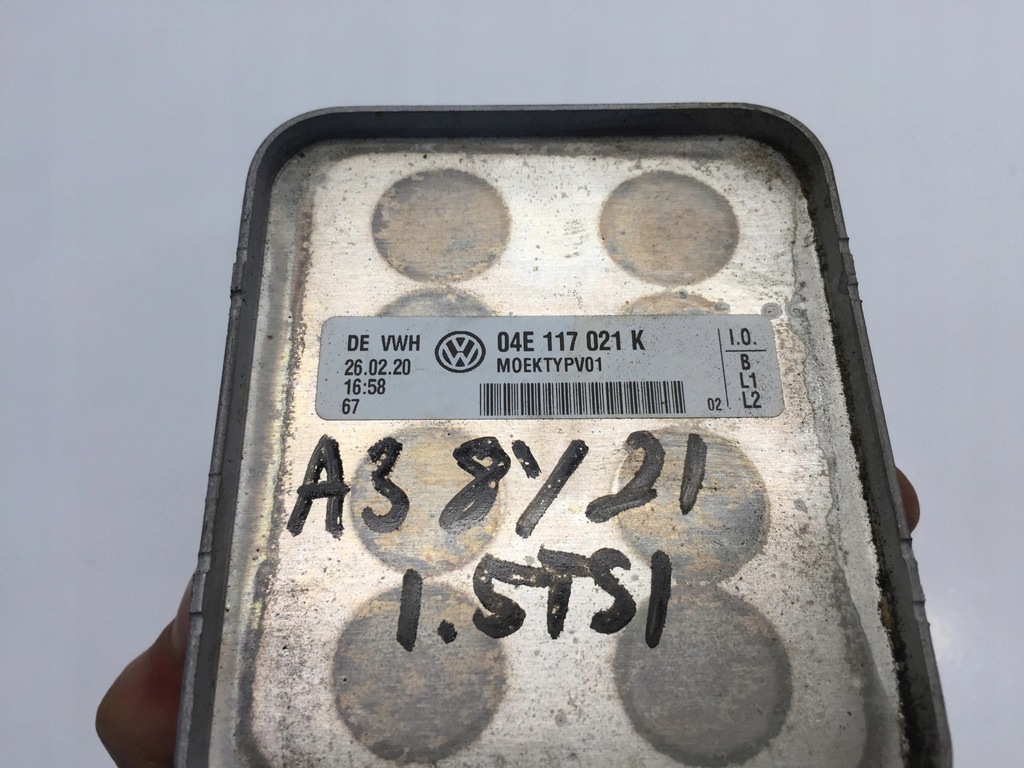 DE VWH
26.02.20
16:58
67
04E 117 021 K
MOEKTYPV01
02
I.O.
B
L1
L2
A3 8Y 21
1.5TSI